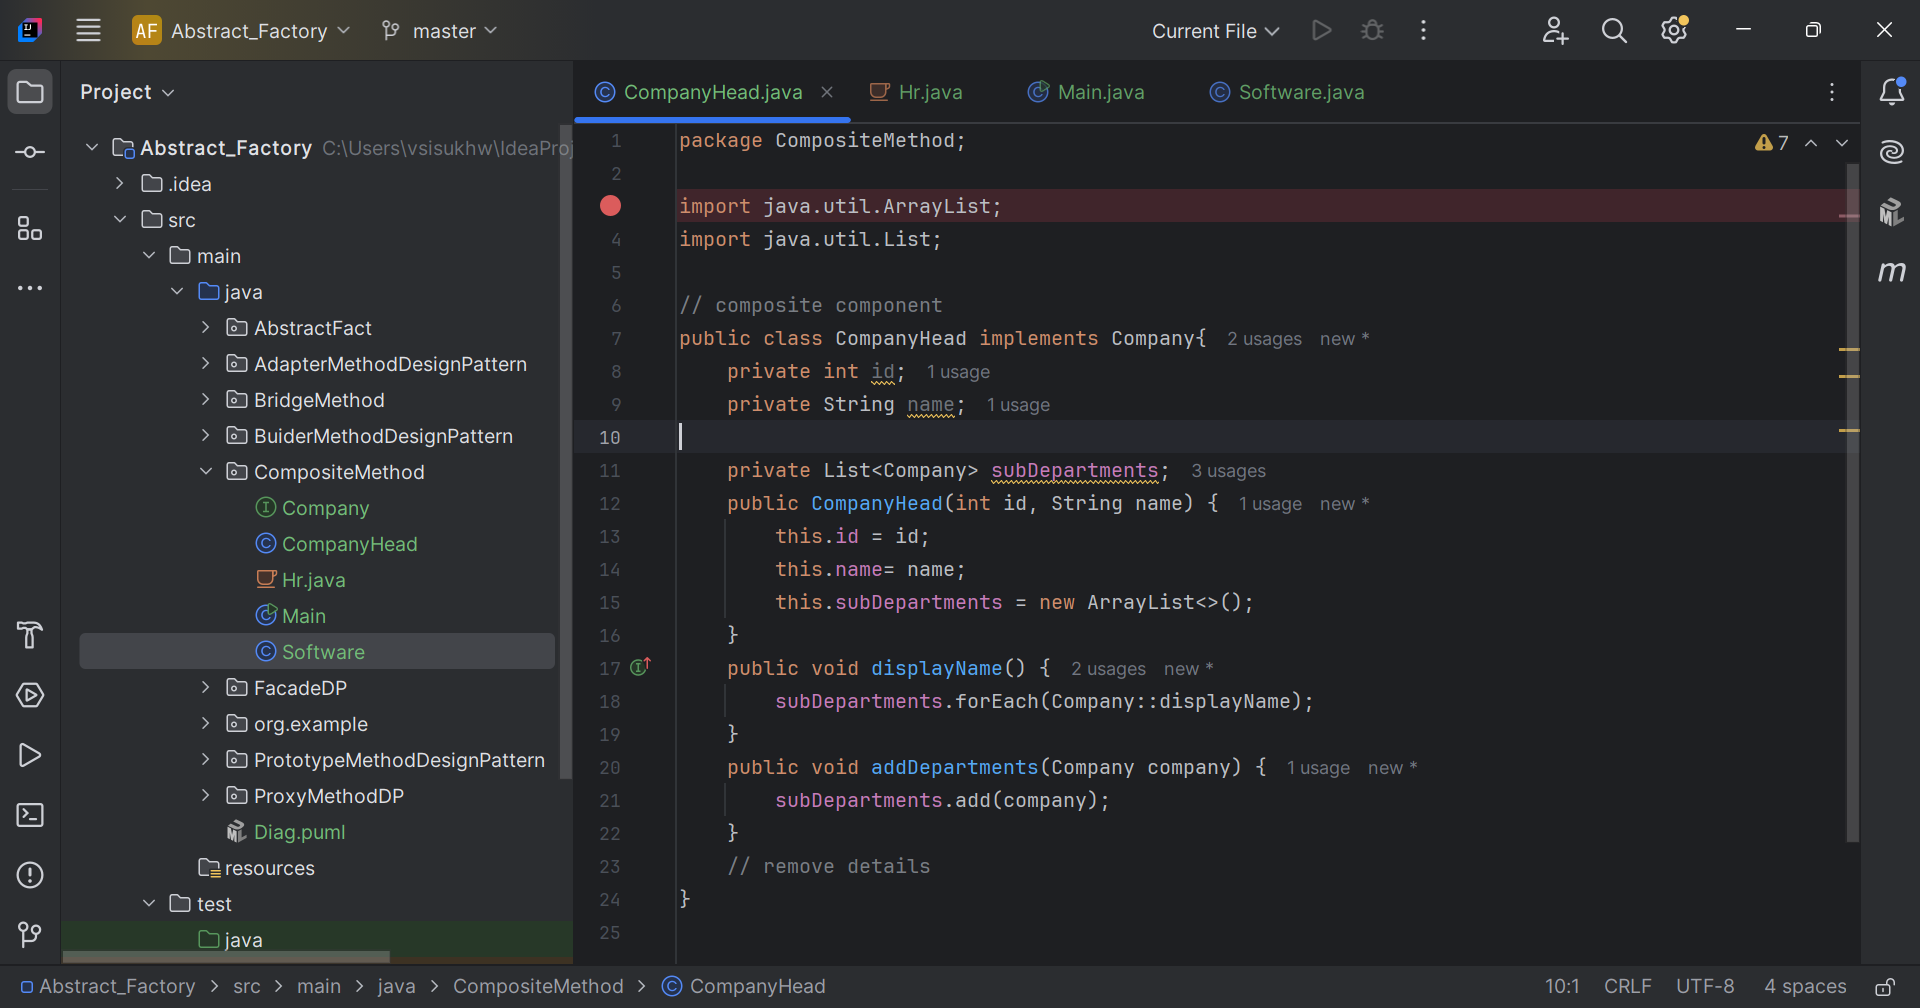 AF Abstract_Factory master Current File
Project
CompanyHead.java Hr.java Main.java Software.java
Abstract_Factory C:\Users\vsisukhw\IdeaProj
.idea
src
main
java
AbstractFact
AdapterMethodDesignPattern
BridgeMethod
BuiderMethodDesignPattern
CompositeMethod
Company
CompanyHead
Hr.java
Main
Software
FacadeDP
org.example
PrototypeMethodDesignPattern
ProxyMethodDP
Diag.puml
resources
test
java
7
1 package CompositeMethod;
2
import java.util.ArrayList;
4 import java.util.List;
5
6 // composite component
7 public class CompanyHead implements Company{ 2 usages new *
8 private int id; 1 usage
9 private String name; 1 usage
10
11 private List<Company> subDepartments; 3 usages
12 public CompanyHead(int id, String name) { 1 usage new *
13 this.id = id;
14 this.name= name;
15 this.subDepartments = new ArrayList<>();
16 }
17 public void displayName() { 2 usages new *
18 subDepartments.forEach(Company::displayName);
19 }
20 public void addDepartments(Company company) { 1 usage new *
21 subDepartments.add(company);
22 }
23 // remove details
24 }
25
m
Abstract_Factory > src > main > java > CompositeMethod > CompanyHead 10:1 CRLF UTF-8 4 spaces